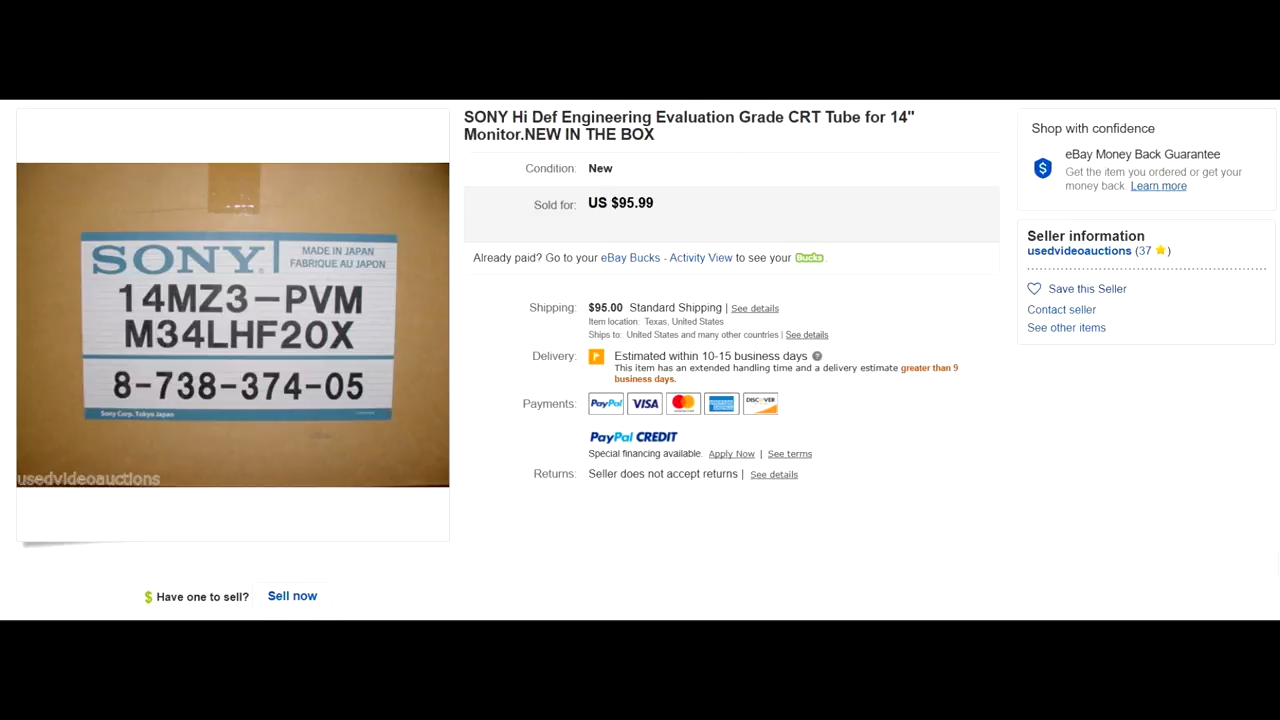 SONY Hi Def Engineering Evaluation Grade CRT Tube for 14"
Monitor.NEW IN THE BOX
Condition: New
Sold for: US $95.99
Already paid? Go to your eBay Bucks - Activity View to see your Bucks.
Shipping: $95.00 Standard Shipping | See details
Item location: Texas, United States
Ships to: United States and many other countries | See details
Delivery: Estimated within 10-15 business days ?
This item has an extended handling time and a delivery estimate greater than 9
business days.
Payments: PayPal VISA MasterCard AMERICAN EXPRESS DISCOVER
PayPal CREDIT
Special financing available. Apply Now | See terms
Returns: Seller does not accept returns | See details
Shop with confidence
eBay Money Back Guarantee
Get the item you ordered or get your
money back. Learn more
Seller information
usedvideoauctions (37 )
Save this Seller
Contact seller
See other items
SONY
MADE IN JAPAN
FABRIQUE AU JAPON
14MZ3-PVM
M34LHF20X
8-738-374-05
Sony Corp. Tokyo Japan
usedvideoauctions
$ Have one to sell? Sell now